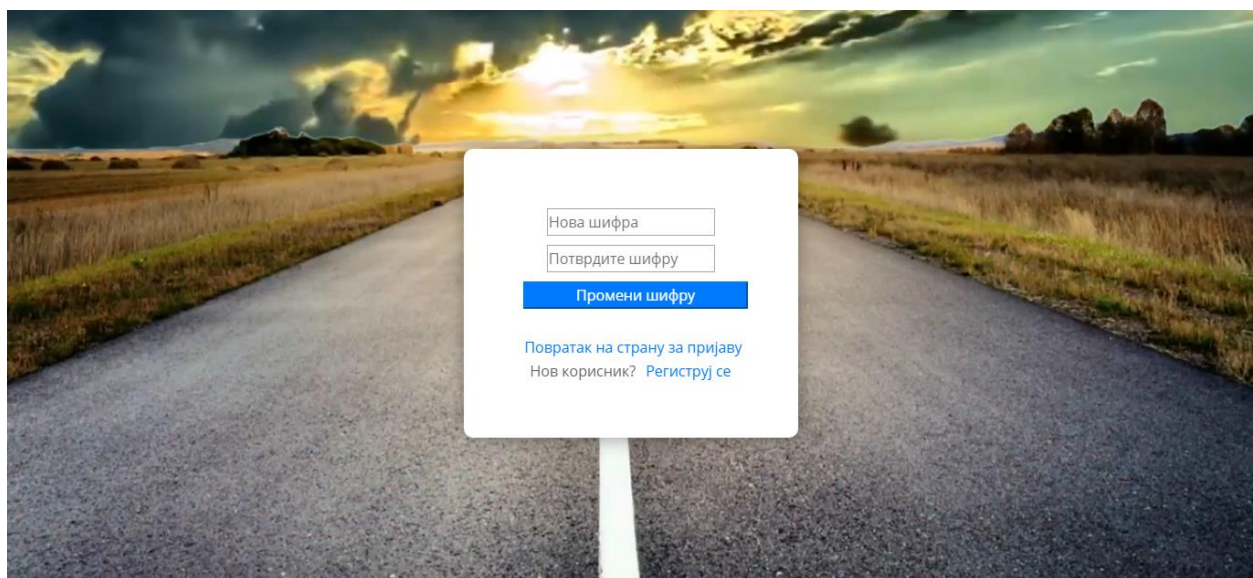 Нова шифра
Потврдите шифру
Промени шифру
Повратак на страну за пријаву
Нов корисник? Региструј се